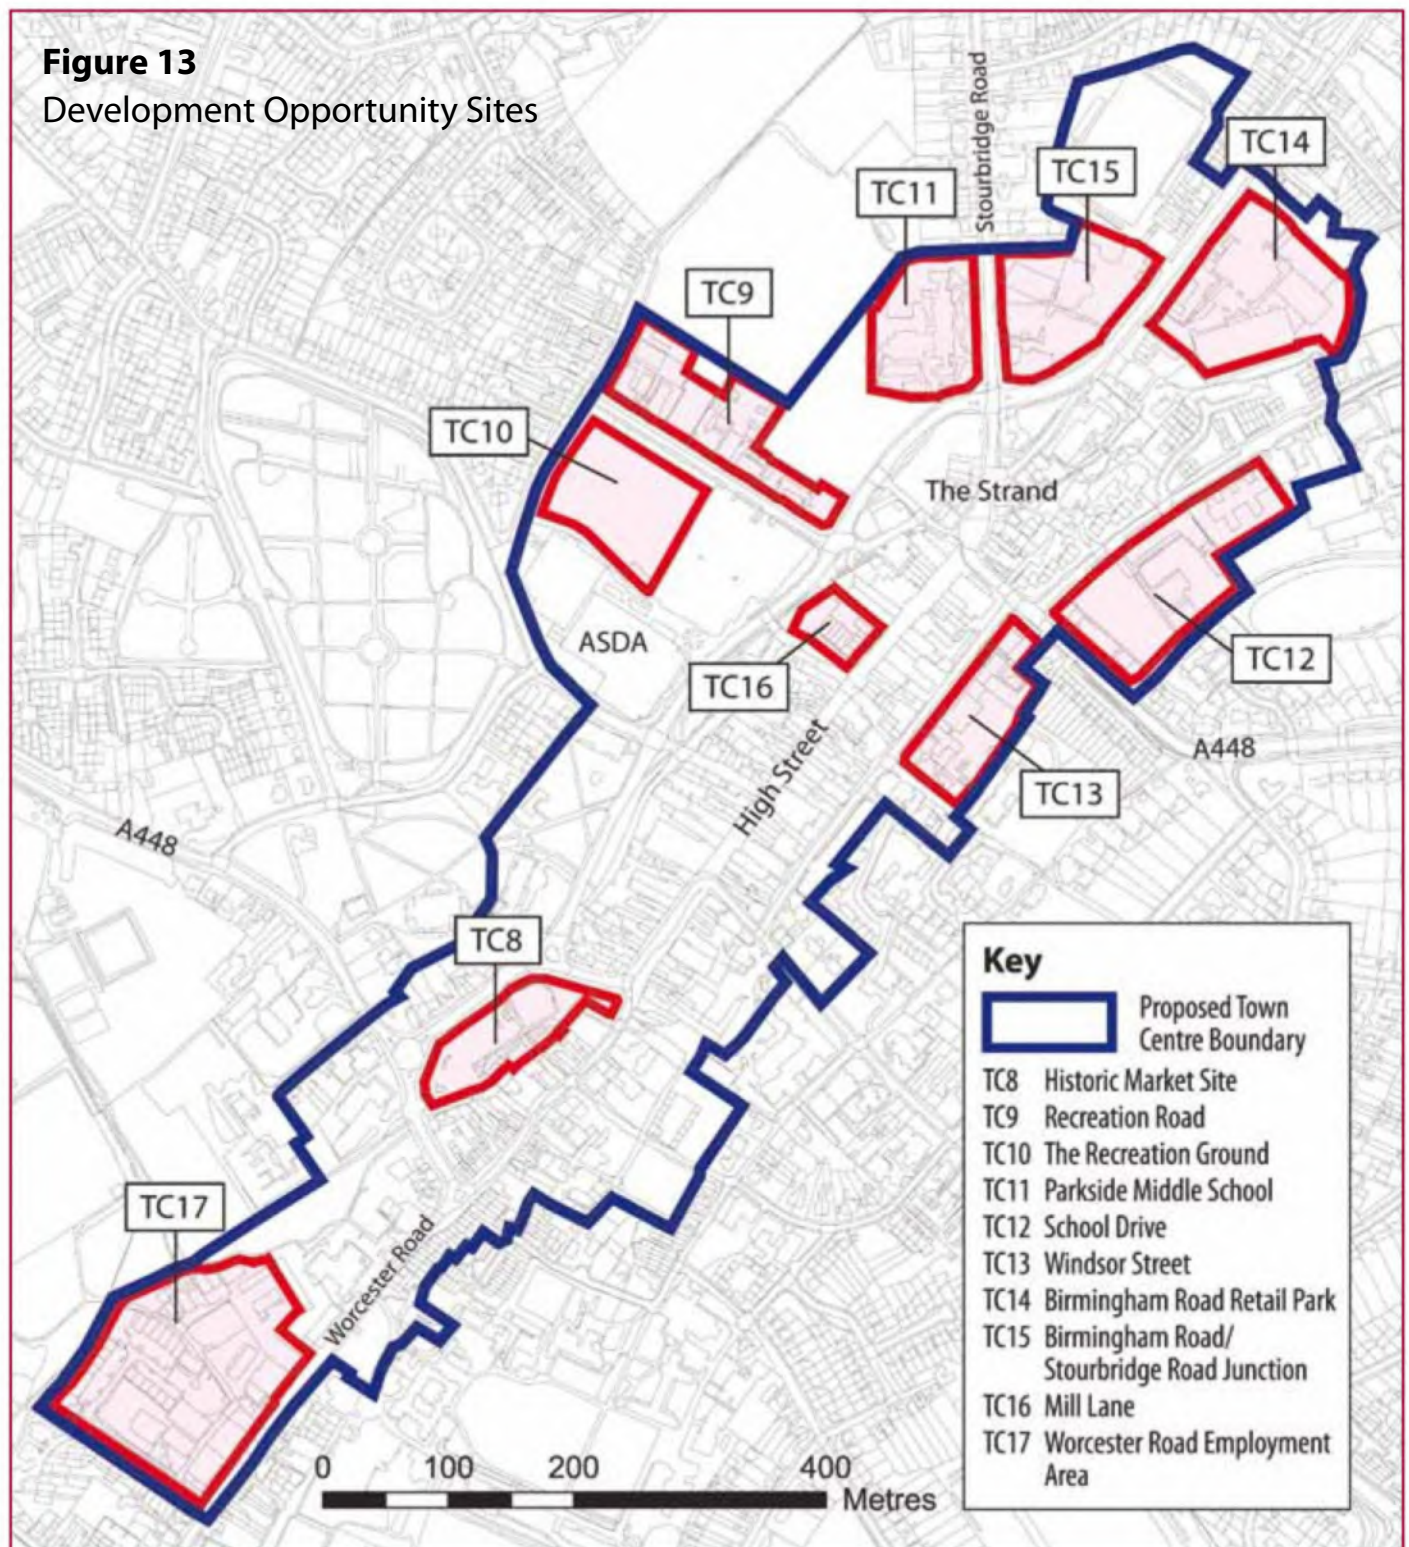 Figure 13
Development Opportunity Sites
Stourbridge Road
TC14
TC15
TC11
TC9
TC10
The Strand
ASDA
TC16
TC12
High Street
A448
TC13
A448
TC8
TC17
Worcester Road
Key
Proposed Town
Centre Boundary
TC8 Historic Market Site
TC9 Recreation Road
TC10 The Recreation Ground
TC11 Parkside Middle School
TC12 School Drive
TC13 Windsor Street
TC14 Birmingham Road Retail Park
TC15 Birmingham Road/
Stourbridge Road Junction
TC16 Mill Lane
TC17 Worcester Road Employment
Area
0 100 200 400
Metres